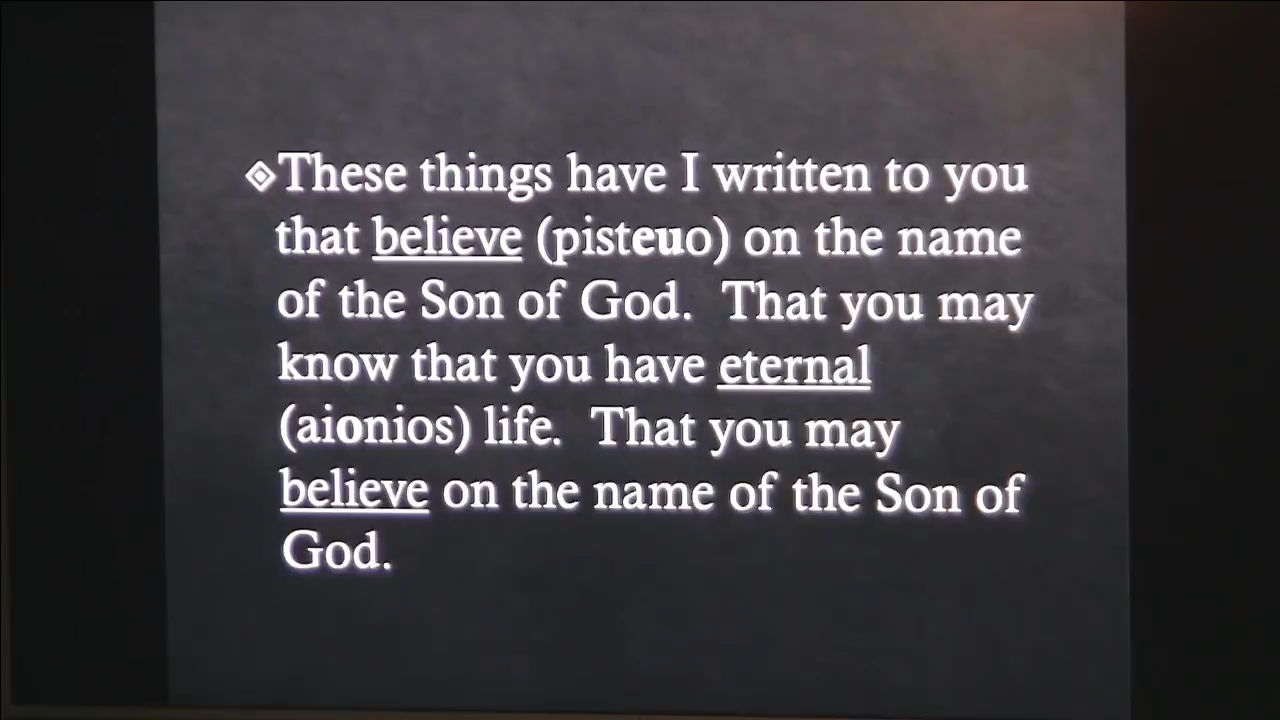 These things have I written to you
that believe (pisteuo) on the name
of the Son of God. That you may
know that you have eternal
(aionios) life. That you may
believe on the name of the Son of
God.